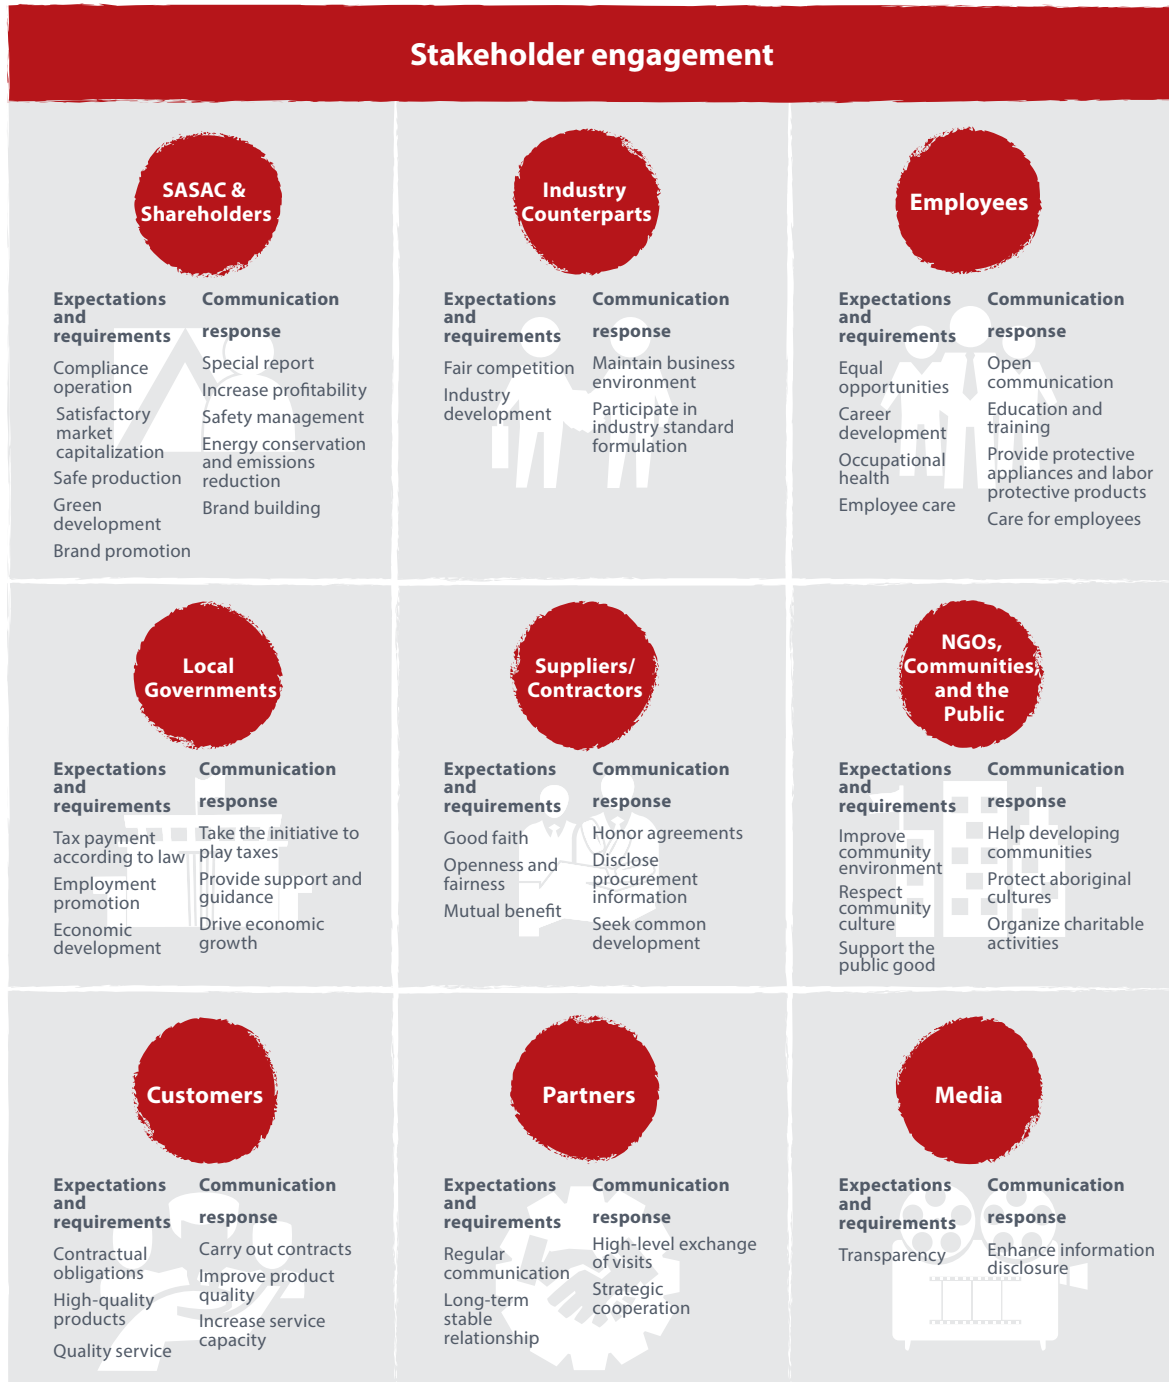 Stakeholder engagement
SASAC &
Shareholders
Expectations
and
requirements
Compliance
operation
Satisfactory
market
capitalization
Safe production
Green
development
Brand promotion
Communication
response
Special report
Increase profitability
Safety management
Energy conservation
and emissions
reduction
Brand building
Industry
Counterparts
Expectations
and
requirements
Fair competition
Industry
development
Communication
response
Maintain business
environment
Participate in
industry standard
formulation
Employees
Expectations
and
requirements
Equal
opportunities
Career
development
Occupational
health
Employee care
Communication
response
Open
communication
Education and
training
Provide protective
appliances and labor
protective products
Care for employees
Local
Governments
Expectations
and
requirements
Tax payment
according to law
Employment
promotion
Economic
development
Communication
response
Take the initiative to
play taxes
Provide support and
guidance
Drive economic
growth
Suppliers/
Contractors
Expectations
and
requirements
Good faith
Openness and
fairness
Mutual benefit
Communication
response
Honor agreements
Disclose
procurement
information
Seek common
development
NGOs,
Communities,
and the
Public
Expectations
and
requirements
Improve
community
environment
Respect
community
culture
Support the
public good
Communication
response
Help developing
communities
Protect aboriginal
cultures
Organize charitable
activities
Customers
Expectations
and
requirements
Contractual
obligations
High-quality
products
Quality service
Communication
response
Carry out contracts
Improve product
quality
Increase service
capacity
Partners
Expectations
and
requirements
Regular
communication
Long-term
stable
relationship
Communication
response
High-level exchange
of visits
Strategic
cooperation
Media
Expectations
and
requirements
Transparency
Communication
response
Enhance information
disclosure